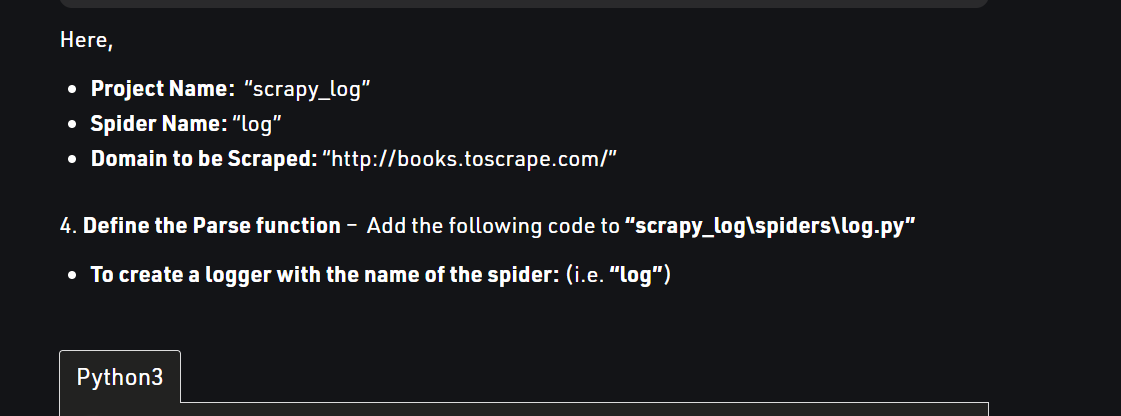 Here,
• Project Name: “scrapy_log”
• Spider Name: “log”
• Domain to be Scraped: “http://books.toscrape.com/”
4. Define the Parse function – Add the following code to “scrapy_log\spiders\log.py”
• To create a logger with the name of the spider: (i.e. “log”)
Python3